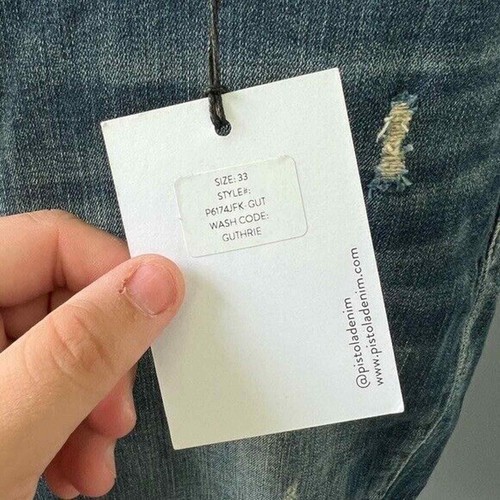 SIZE: 33
STYLE#:
P6174JFK-GUT
WASH CODE:
GUTHRIE
@pistoladenim
www.pistoladenim.com